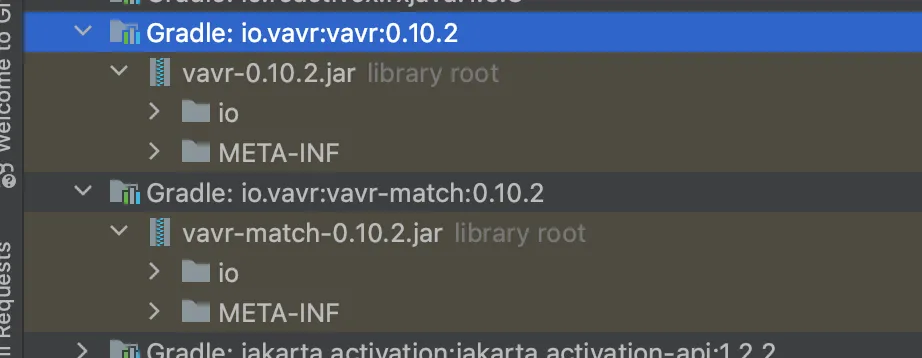 Gradle: io.vavr:vavr:0.10.2
vavr-0.10.2.jar library root
io
META-INF
Gradle: io.vavr:vavr-match:0.10.2
vavr-match-0.10.2.jar library root
io
META-INF
Gradle: jakarta.activation:jakarta.activation-api:1.2.2
Welcome to
Requests